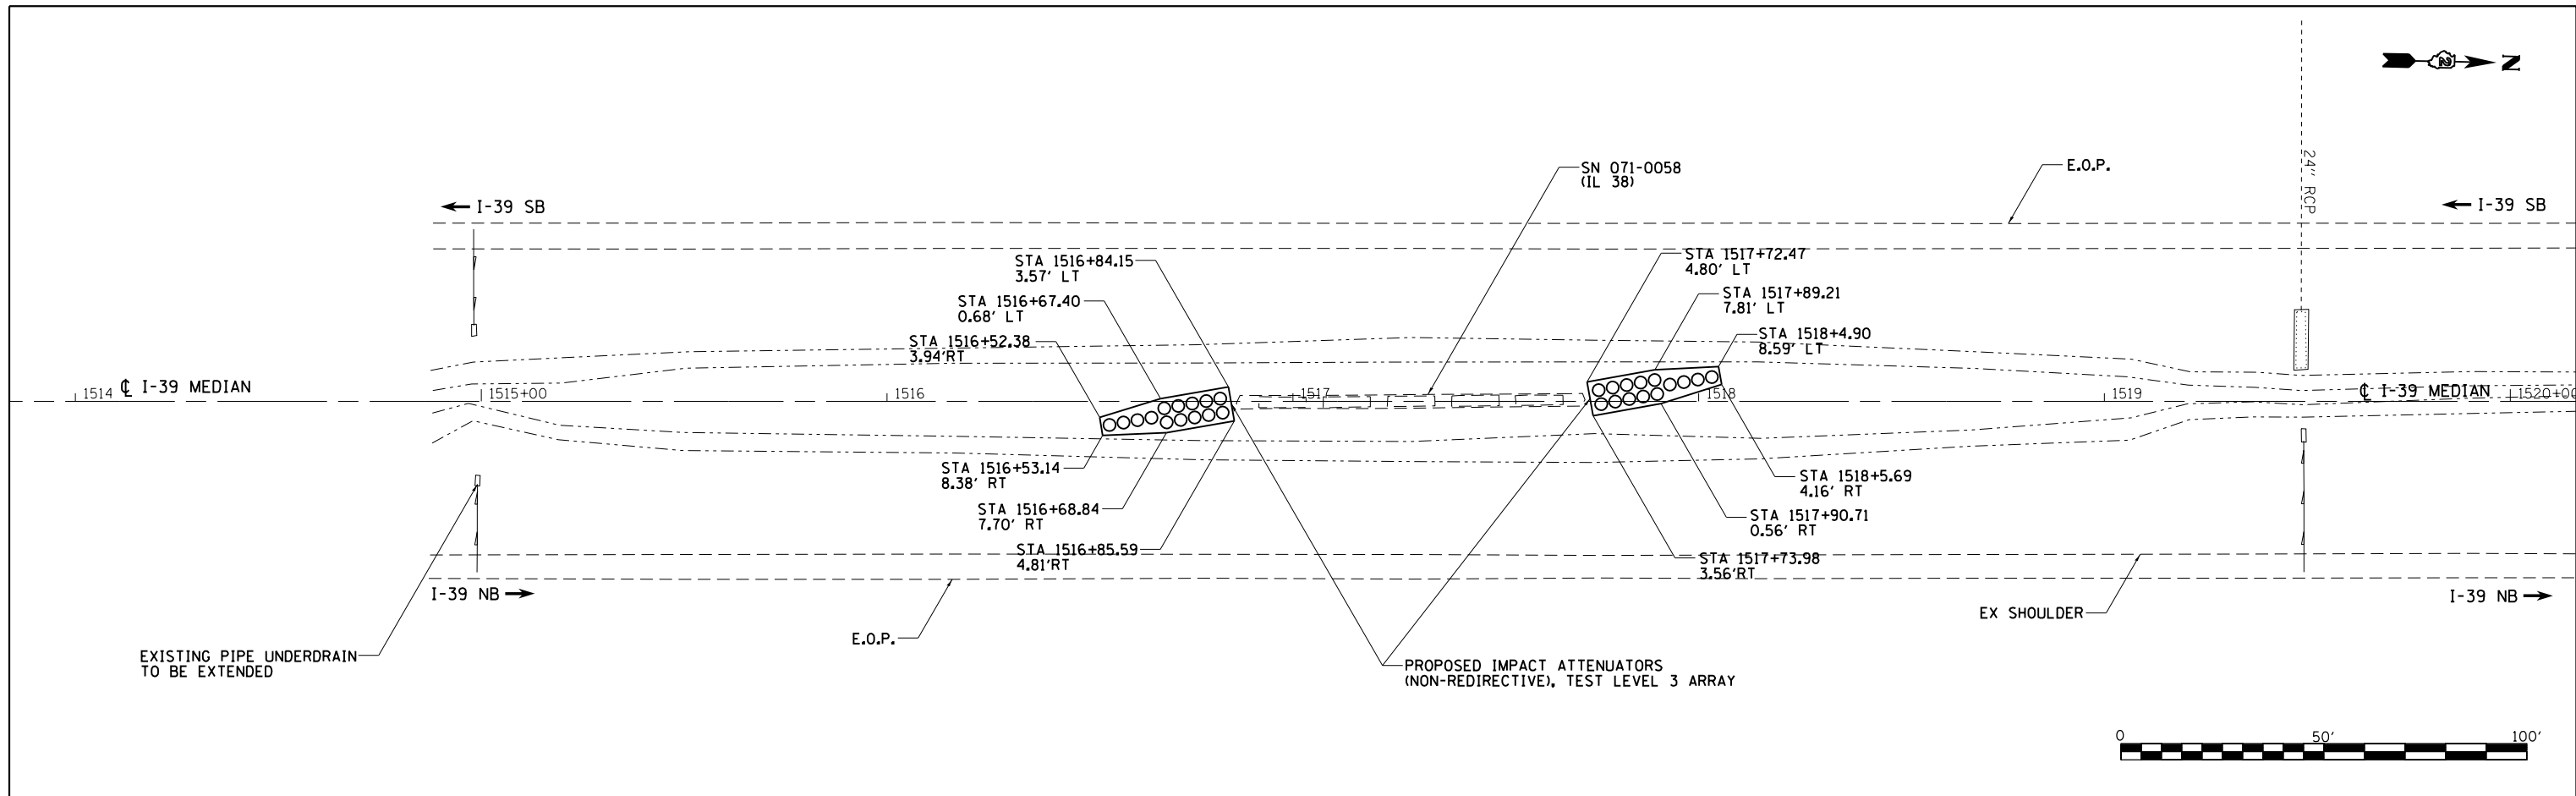 N
2
24" RCP
SN 071-0058
(IL 38)
E.O.P.
I-39 SB
I-39 SB
STA 1516+84.15
3.57' LT
STA 1516+67.40
0.68' LT
STA 1516+52.38
3.94'RT
STA 1517+72.47
4.80' LT
STA 1517+89.21
7.81' LT
STA 1518+4.90
8.59' LT
1514
℄ I-39 MEDIAN
1515+00
1516
1517
1518
1519
℄ I-39 MEDIAN
1520+00
STA 1516+53.14
8.38' RT
STA 1516+68.84
7.70' RT
STA 1516+85.59
4.81'RT
STA 1518+5.69
4.16' RT
STA 1517+90.71
0.56' RT
STA 1517+73.98
3.56'RT
I-39 NB
I-39 NB
E.O.P.
EX SHOULDER
EXISTING PIPE UNDERDRAIN
TO BE EXTENDED
PROPOSED IMPACT ATTENUATORS
(NON-REDIRECTIVE), TEST LEVEL 3 ARRAY
0 50' 100'